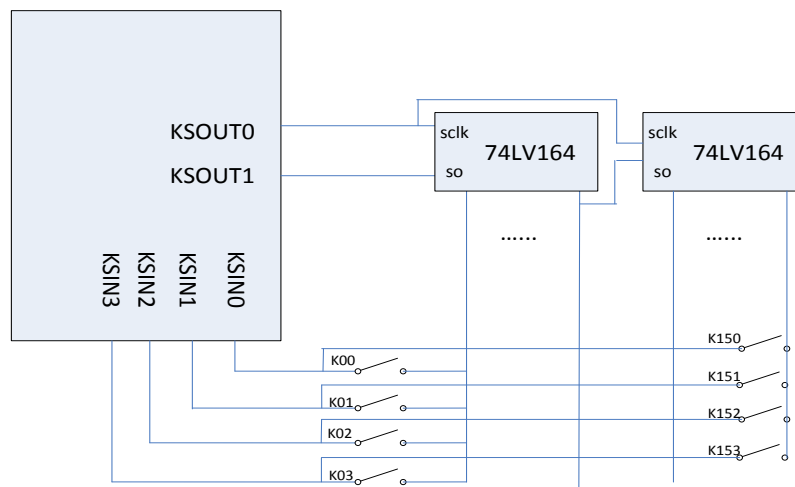 KSOUT0
KSOUT1
sclk
74LV164
so
sclk
74LV164
so
......
......
KSIN3
KSIN2
KSIN1
KSIN0
K00
K01
K02
K03
K150
K151
K152
K153